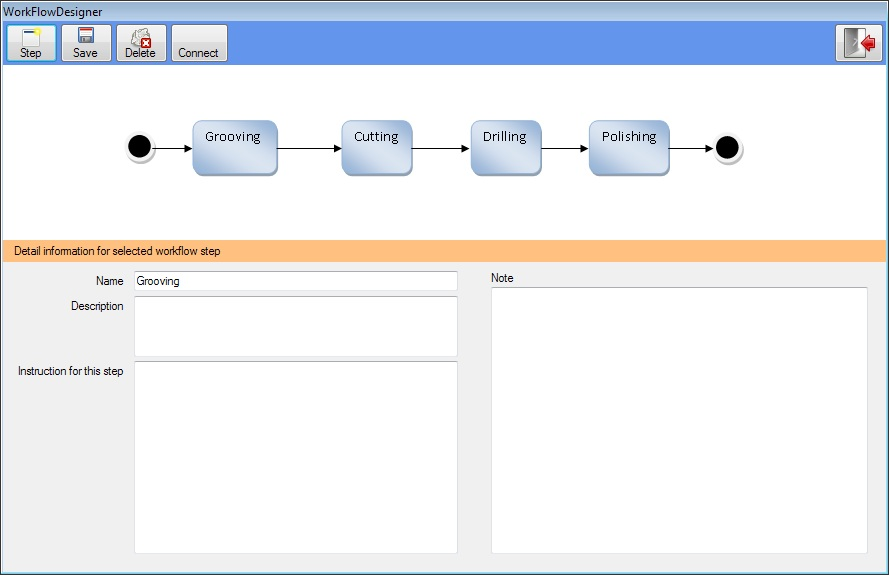 WorkFlowDesigner
Step Save Delete Connect
Grooving Cutting Drilling Polishing
Detail information for selected workflow step
Name Grooving
Note
Description
Instruction for this step